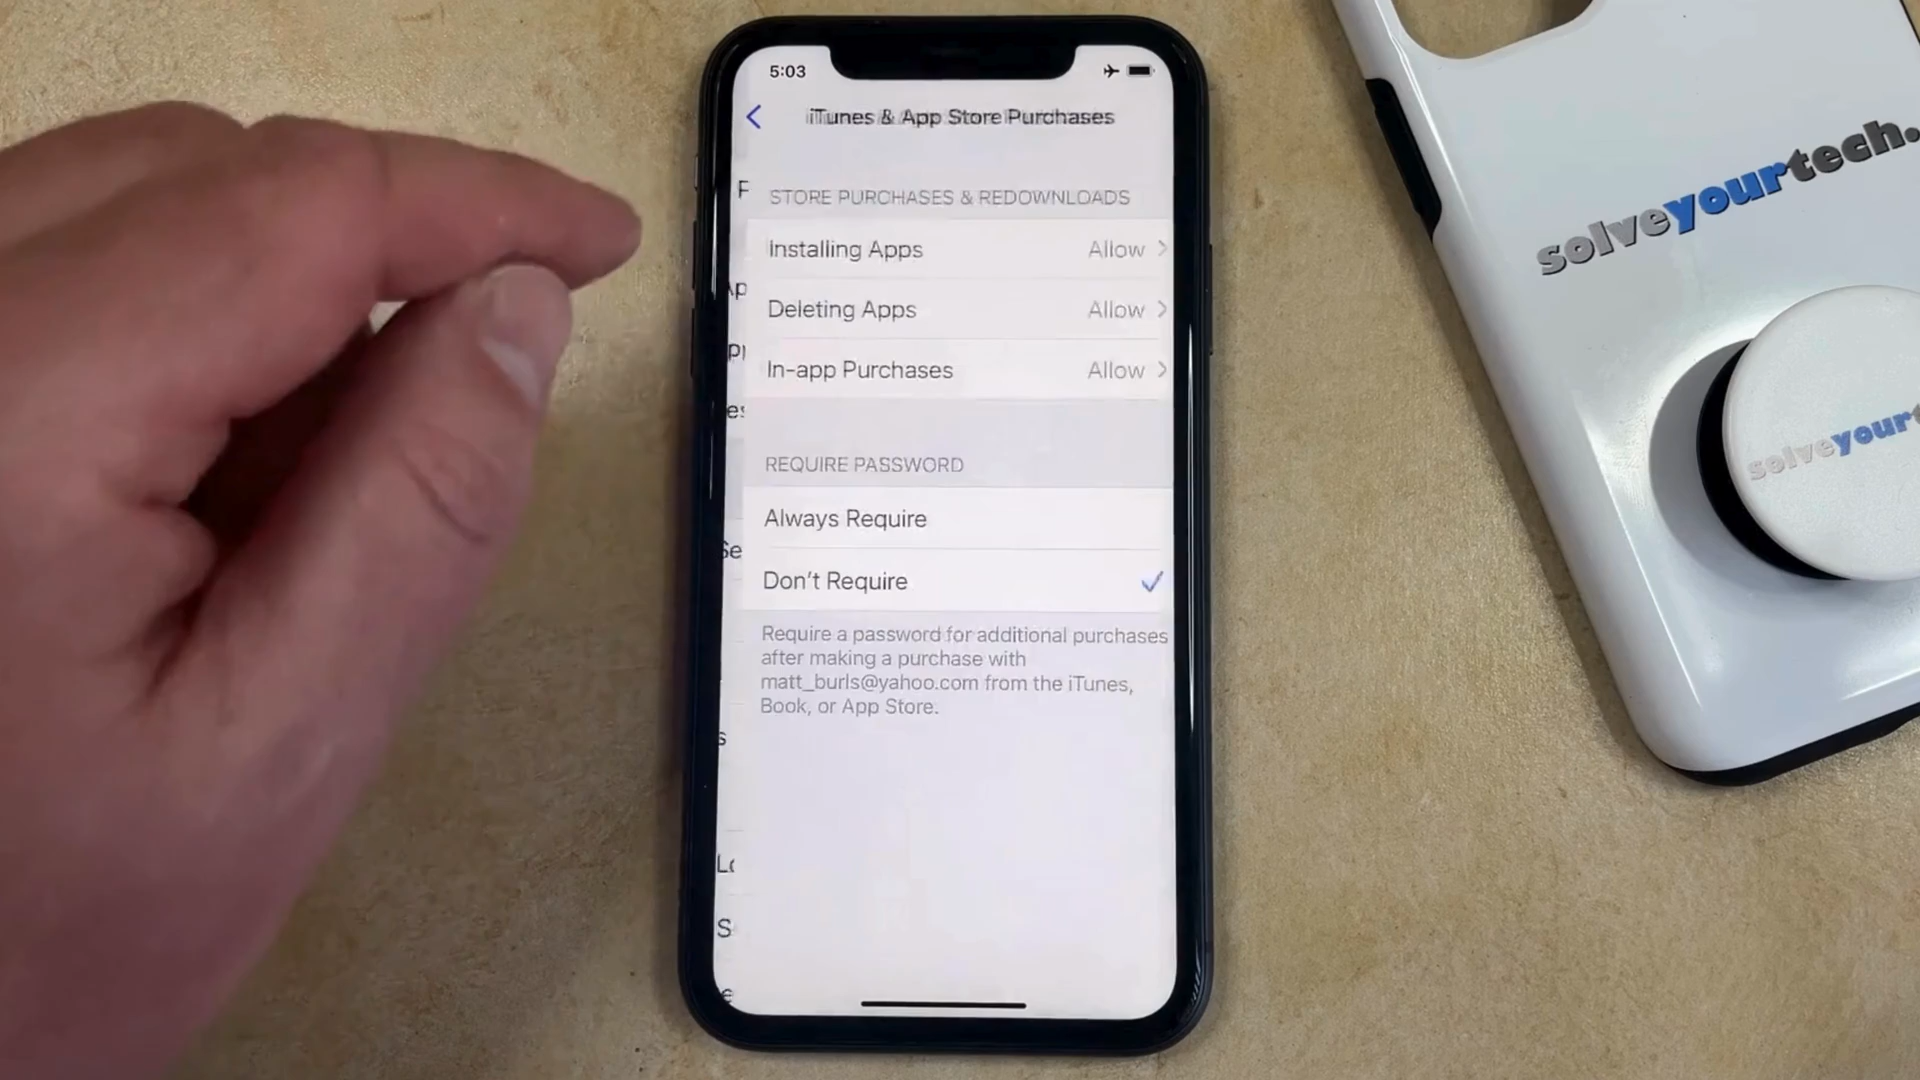 5:03
iTunes & App Store Purchases
STORE PURCHASES & REDOWNLOADS
Installing Apps Allow
Deleting Apps Allow
In-app Purchases Allow
REQUIRE PASSWORD
Always Require
Don't Require
Require a password for additional purchases
after making a purchase with
matt_burls@yahoo.com from the iTunes,
Book, or App Store.
solveyourtech.
solveyourt